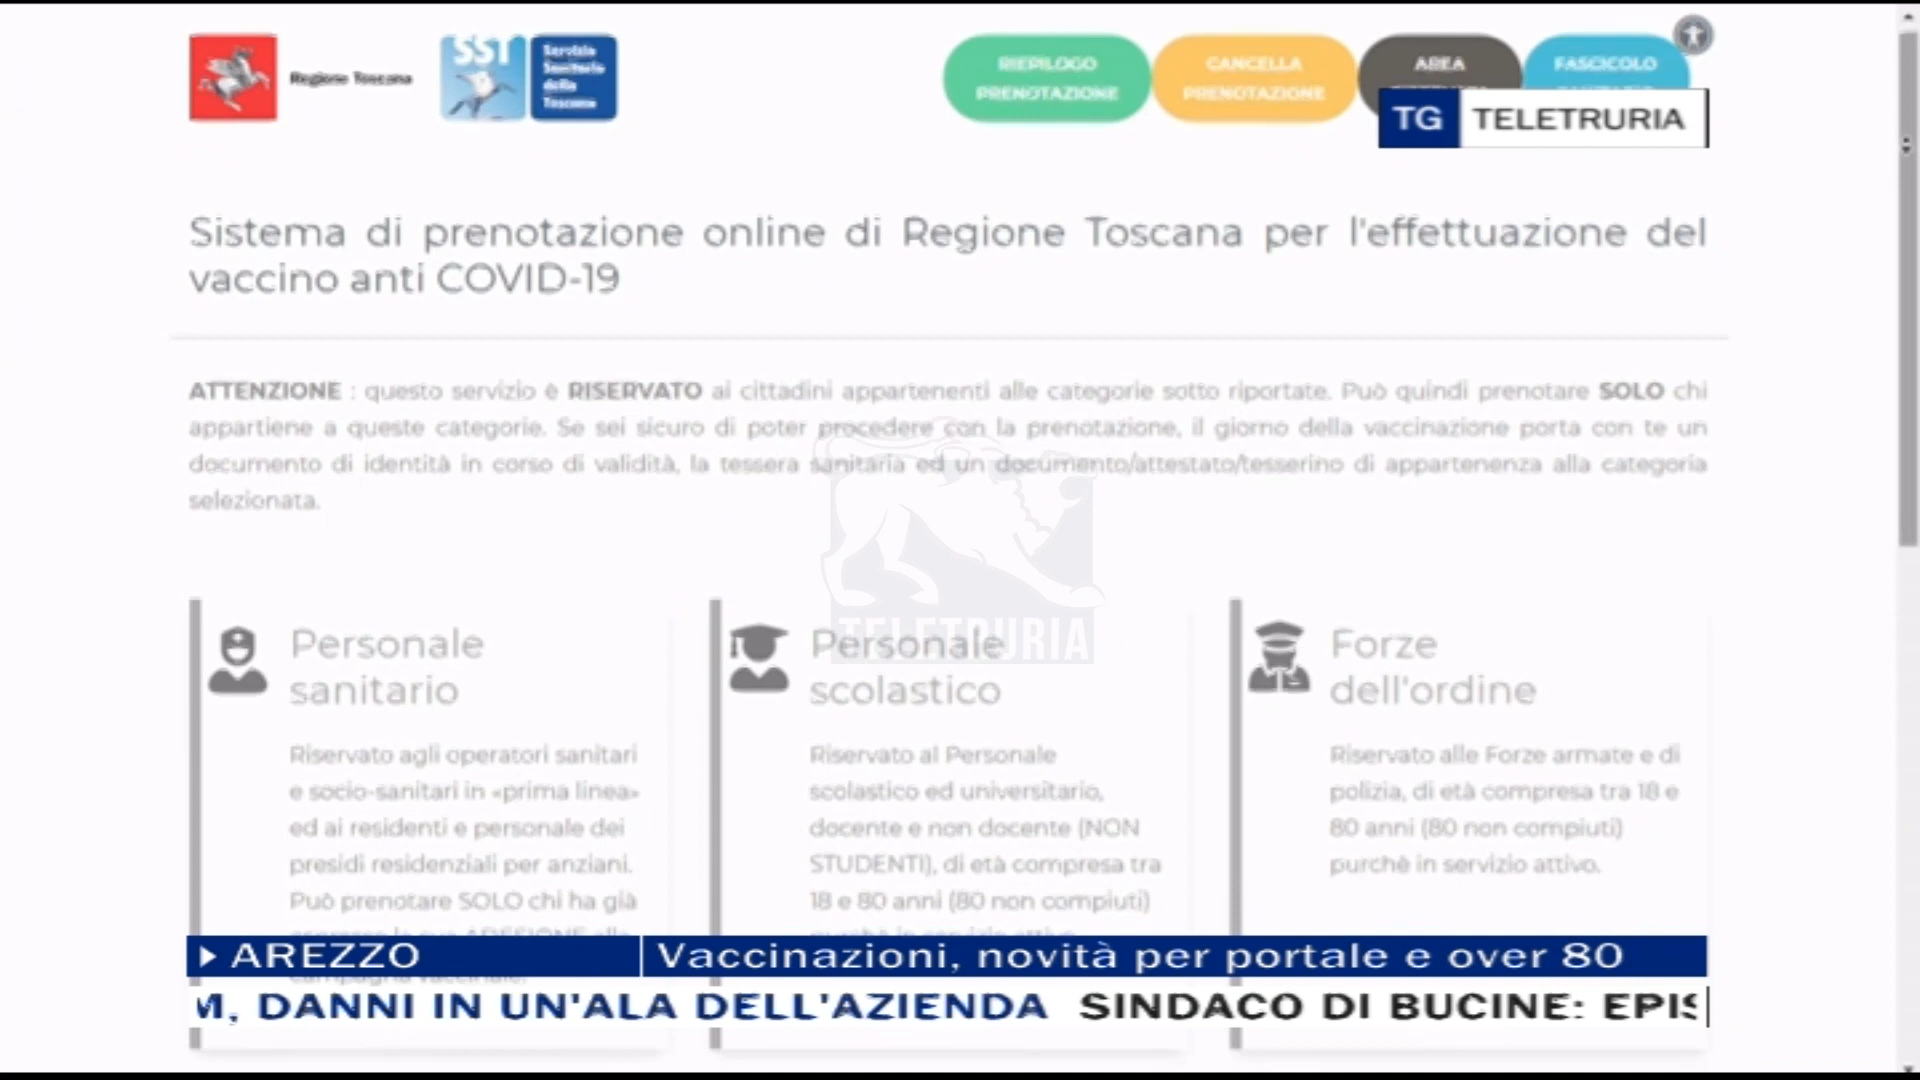 Regione Toscana
SST
Servizio
Sanitario
della
Toscana
RIEPILOGO
PRENOTAZIONE
CANCELLA
PRENOTAZIONE
AREA
FASCICOLO
TG TELETRURIA
Sistema di prenotazione online di Regione Toscana per l'effettuazione del
vaccino anti COVID-19
ATTENZIONE : questo servizio è RISERVATO ai cittadini appartenenti alle categorie sotto riportate. Può quindi prenotare SOLO chi
appartiene a queste categorie. Se sei sicuro di poter procedere con la prenotazione, il giorno della vaccinazione porta con te un
documento di identità in corso di validità, la tessera sanitaria ed un documento/attestato/tesserino di appartenenza alla categoria
selezionata.
TELETRURIA
Personale
sanitario
Riservato agli operatori sanitari
e socio-sanitari in «prima linea»
ed ai residenti e personale dei
presidi residenziali per anziani.
Può prenotare SOLO chi ha già
Personale
scolastico
Riservato al Personale
scolastico ed universitario,
docente e non docente (NON
STUDENTI), di età compresa tra
18 e 80 anni (80 non compiuti)
Forze
dell'ordine
Riservato alle Forze armate e di
polizia, di età compresa tra 18 e
80 anni (80 non compiuti)
purchè in servizio attivo.
AREZZO
Vaccinazioni, novità per portale e over 80
M, DANNI IN UN'ALA DELL'AZIENDA SINDACO DI BUCINE: EPIS